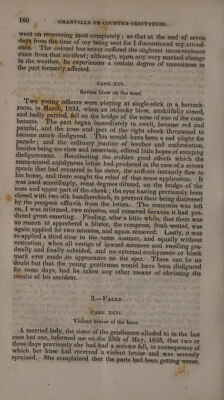 160 GRANVILLE ON COUNTER-IRRITATION.
went on recovering most completely; so that at the end of seven
days from the time of my being sent for I discontinued my attend-
ance. The colonel has never suffered the slightest inconvenience
since from that accident; although, upon any very marked change
in the weather, he experiences a certain degree of uneasiness in
the part formerly affected.
CASE XCI.
Severe blow on the nose.
Two young officers were playing at single-stick in a barrack-
room, in March, 1834, when an unlucky blow, unskilfully aimed,
and badly parried, fell on the bridge of the nose of one of the com-
batants. The part began immediately to swell, became red and
painful, and the nose and part of the right cheek threatened to
become much disfigured. This would have been a sad plight for
parade; and the ordinary routine of leeches and embrocation,
besides being too slow and unsavoury, offered little hopes of escaping
disfigurement. Recollecting the sudden good effects which the
antagonised antidynous lotion had produced in the case of a severe
sprain that had occurred to his sister, the sufferer instantly flew to
her home, and there sought the relief of that same application. It
was used accordingly, some degrees diluted, on the bridge of the
nose and upper part of the cheek; the eyes having previously been
closed with two silk handkerchiefs, to prevent their being distressed
by the pungent effluvia from the lotion. The compress was left
on, I was informed, two minutes, and removed because it had pro-
duced great smarting. Finding, after a little while, that there was
no reason to apprehend a blister, the compress, fresh wetted, was
again applied for two minutes, and again removed. Lastly, it was
re-applied a third time in the same manner, and equally without
vesication; when all vestige of inward soreness and swelling gra-
dually and finally subsided, and no external ecchymosis or black
mark ever made its appearance on the spot. There can be no
doubt but that the young gentleman would have been disfigured
for some days, had he taken any other means of obviating the
results of his accident.
3.—FALLS.
CASE XCII.
Violent bruise of the knee.
A married lady, the sister of the gentleman alluded to in the last
case but one, informed me on the 25th of May, 1835, that two or
three days previously she had had a serious fall, in consequence of
which her knee had received a violent bruise and was severely
sprained. She complained that the parts had been getting worse,